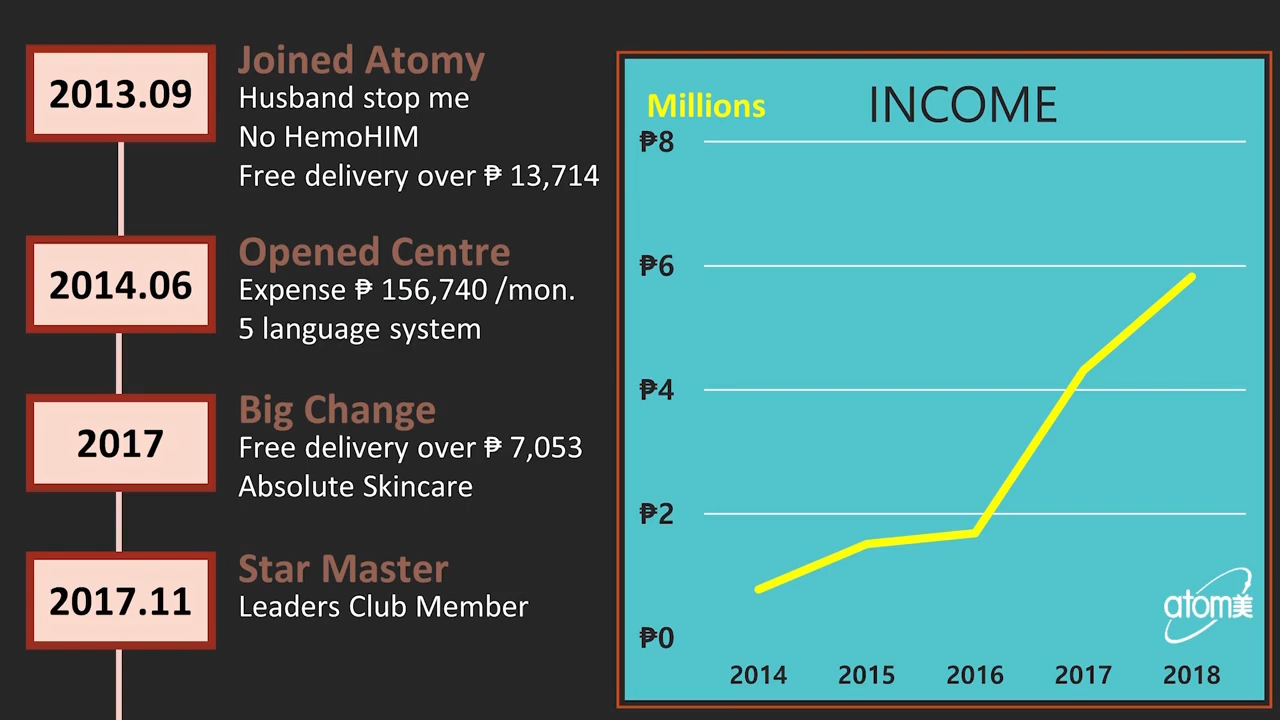 2013.09
Joined Atomy
Husband stop me
No HemoHIM
Free delivery over ₱ 13,714
2014.06
Opened Centre
Expense ₱ 156,740 /mon.
5 language system
2017
Big Change
Free delivery over ₱ 7,053
Absolute Skincare
2017.11
Star Master
Leaders Club Member
Millions
INCOME
₱8
₱6
₱4
₱2
₱0
2014 2015 2016 2017 2018
atom美